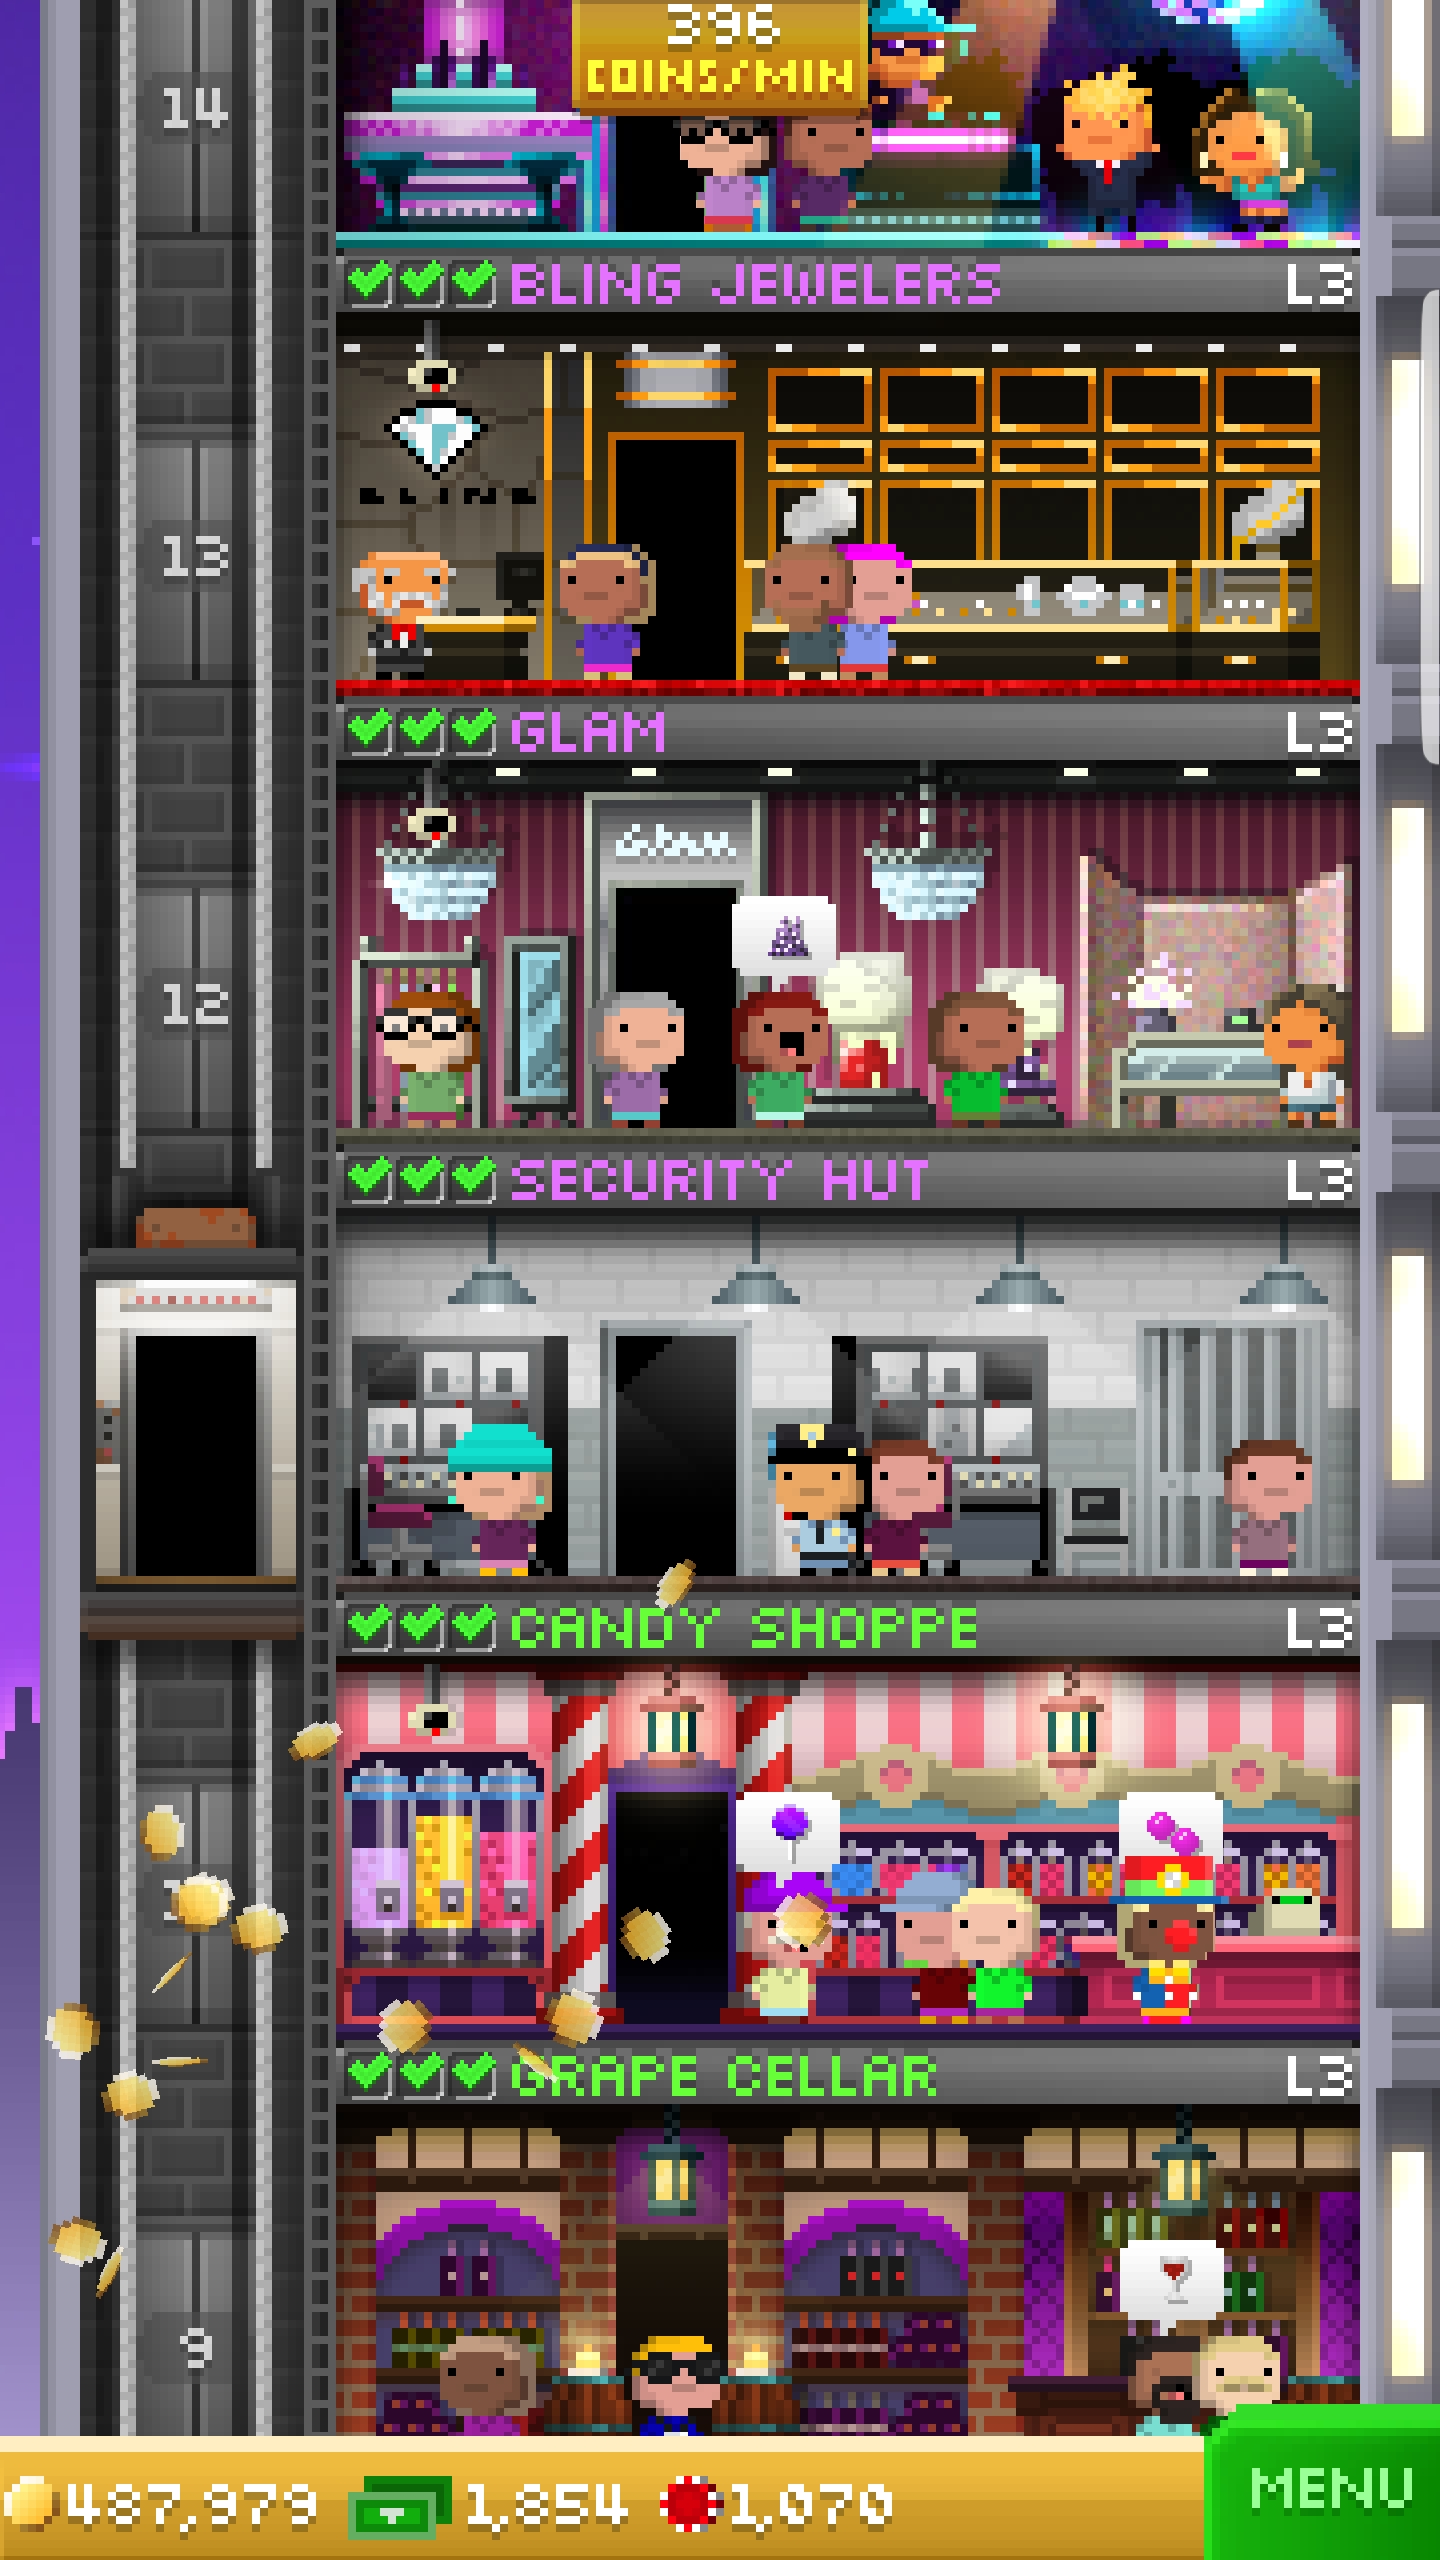 396
COINS/MIN
14
BLING JEWELERS L3
BLING
13
GLAM L3
Glam
12
SECURITY HUT L3
CANDY SHOPPE L3
GRAPE CELLAR L3
9
487,979 1,854 1,070
MENU